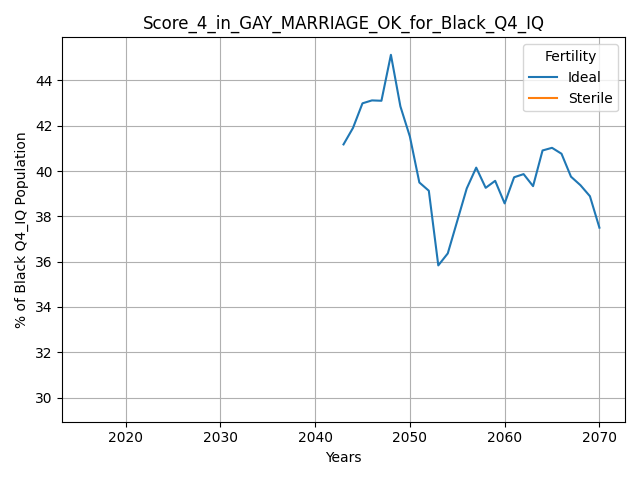 Score_4_in_GAY_MARRIAGE_OK_for_Black_Q4_IQ
Fertility
Ideal
Sterile
% of Black Q4_IQ Population
44
42
40
38
36
34
32
30
2020 2030 2040 2050 2060 2070
Years